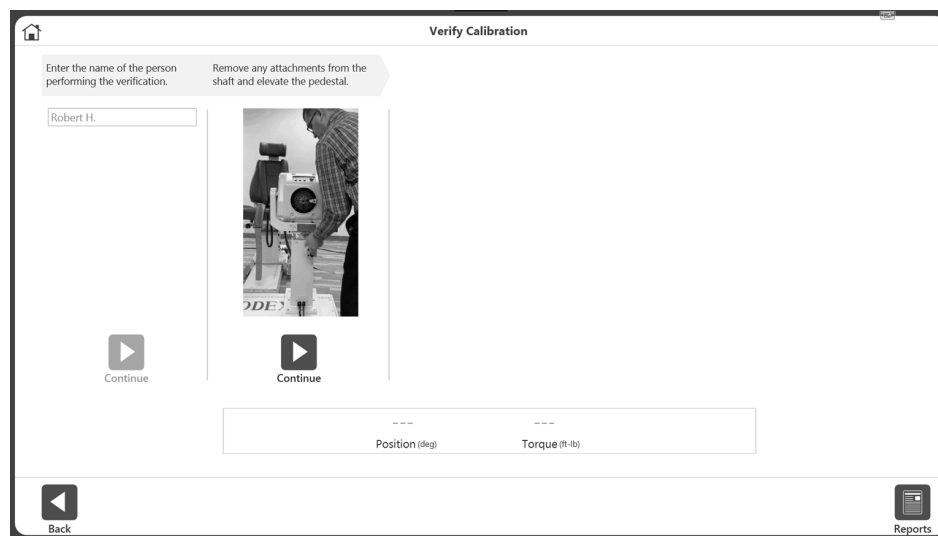 Verify Calibration
Enter the name of the person
performing the verification.
Remove any attachments from the
shaft and elevate the pedestal.
Robert H.
ODEX
Continue
Continue
---
---
Position (deg)
Torque (ft-lb)
Back
Reports